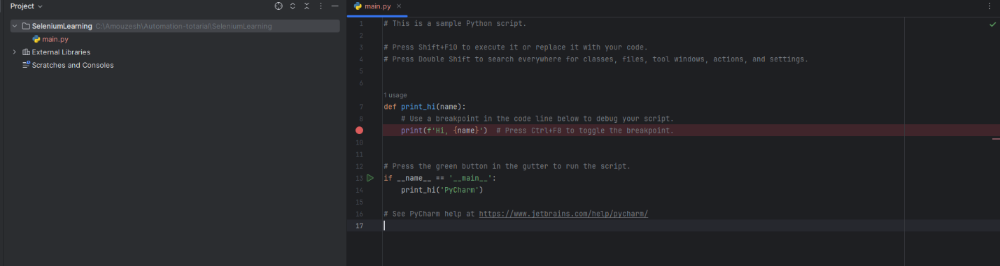 Project
SeleniumLearning C:\Amouzesh\Automation-totarial\SeleniumLearning
main.py
External Libraries
Scratches and Consoles
main.py
1 # This is a sample Python script.
2
3 # Press Shift+F10 to execute it or replace it with your code.
4 # Press Double Shift to search everywhere for classes, files, tool windows, actions, and settings.
5
6
1 usage
7 def print_hi(name):
8 # Use a breakpoint in the code line below to debug your script.
print(f'Hi, {name}') # Press Ctrl+F8 to toggle the breakpoint.
10
11
12 # Press the green button in the gutter to run the script.
13 if __name__ == '__main__':
14 print_hi('PyCharm')
15
16 # See PyCharm help at https://www.jetbrains.com/help/pycharm/
17